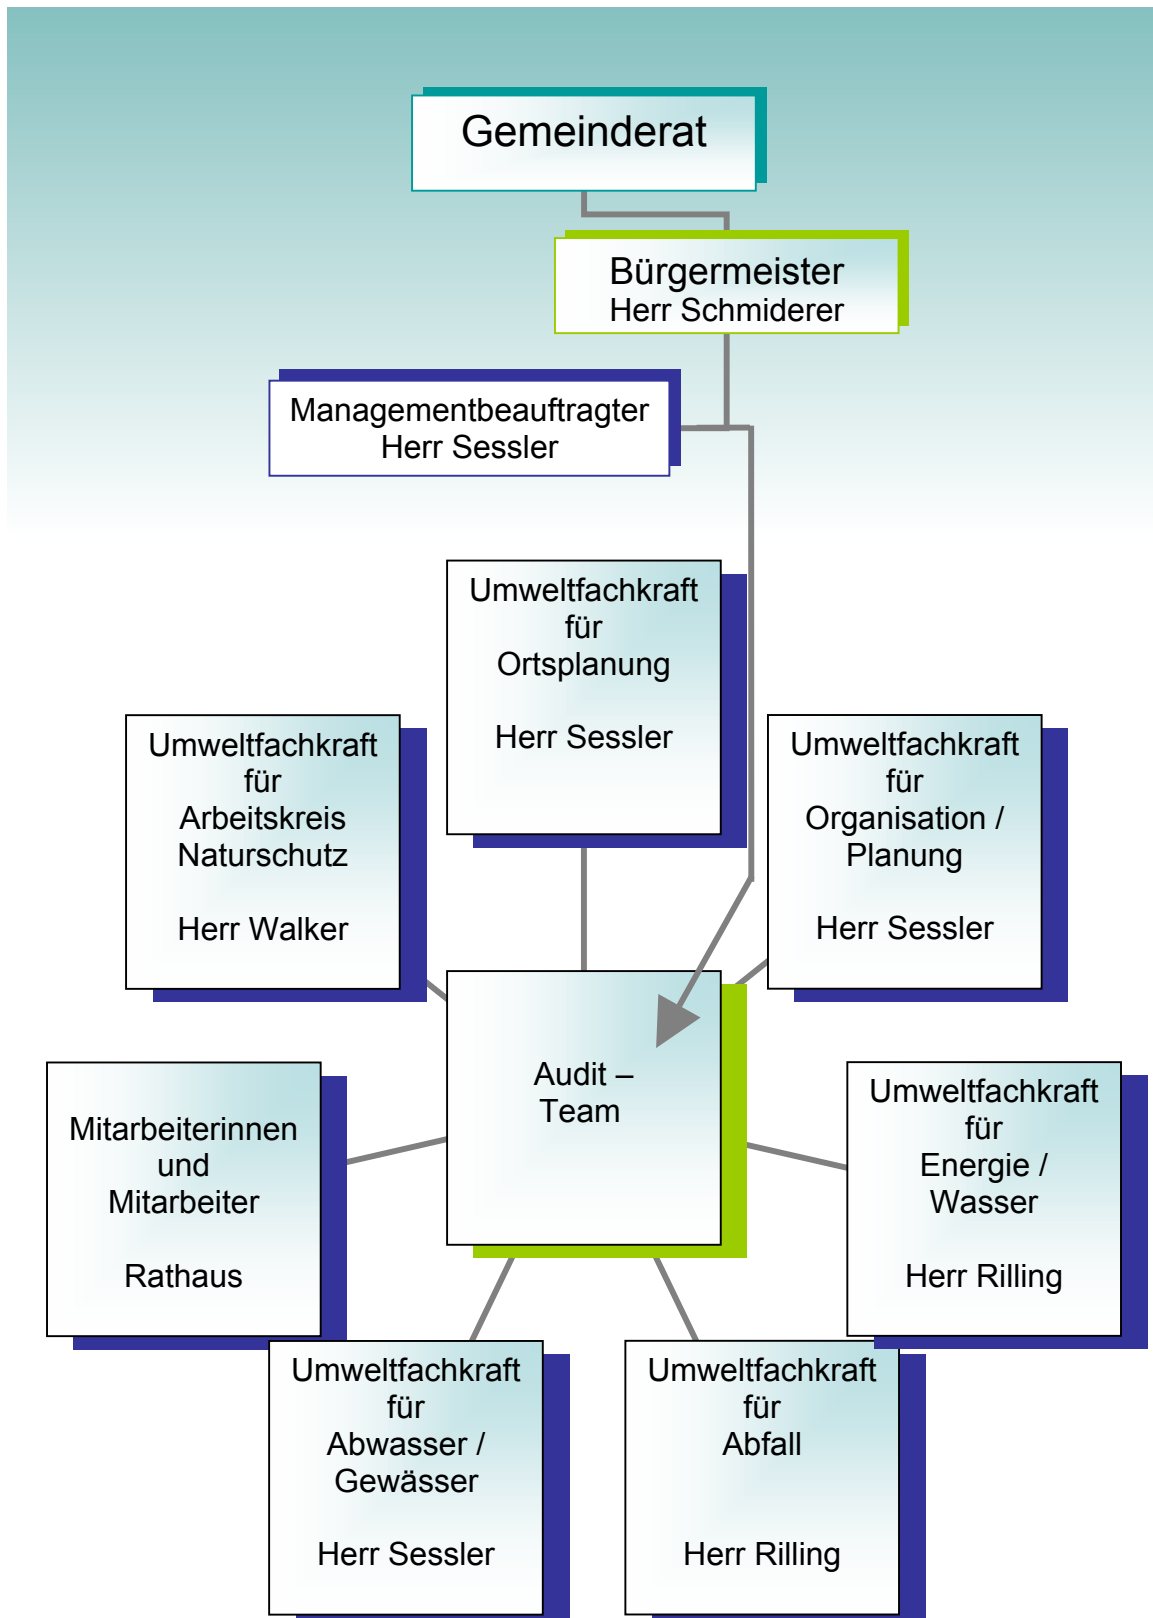 Gemeinderat
Bürgermeister
Herr Schmiderer
Managementbeauftragter
Herr Sessler
Umweltfachkraft
für
Ortsplanung
Herr Sessler
Umweltfachkraft
für
Arbeitskreis
Naturschutz
Herr Walker
Umweltfachkraft
für
Organisation /
Planung
Herr Sessler
Audit –
Team
Mitarbeiterinnen
und
Mitarbeiter
Rathaus
Umweltfachkraft
für
Energie /
Wasser
Herr Rilling
Umweltfachkraft
für
Abwasser /
Gewässer
Herr Sessler
Umweltfachkraft
für
Abfall
Herr Rilling